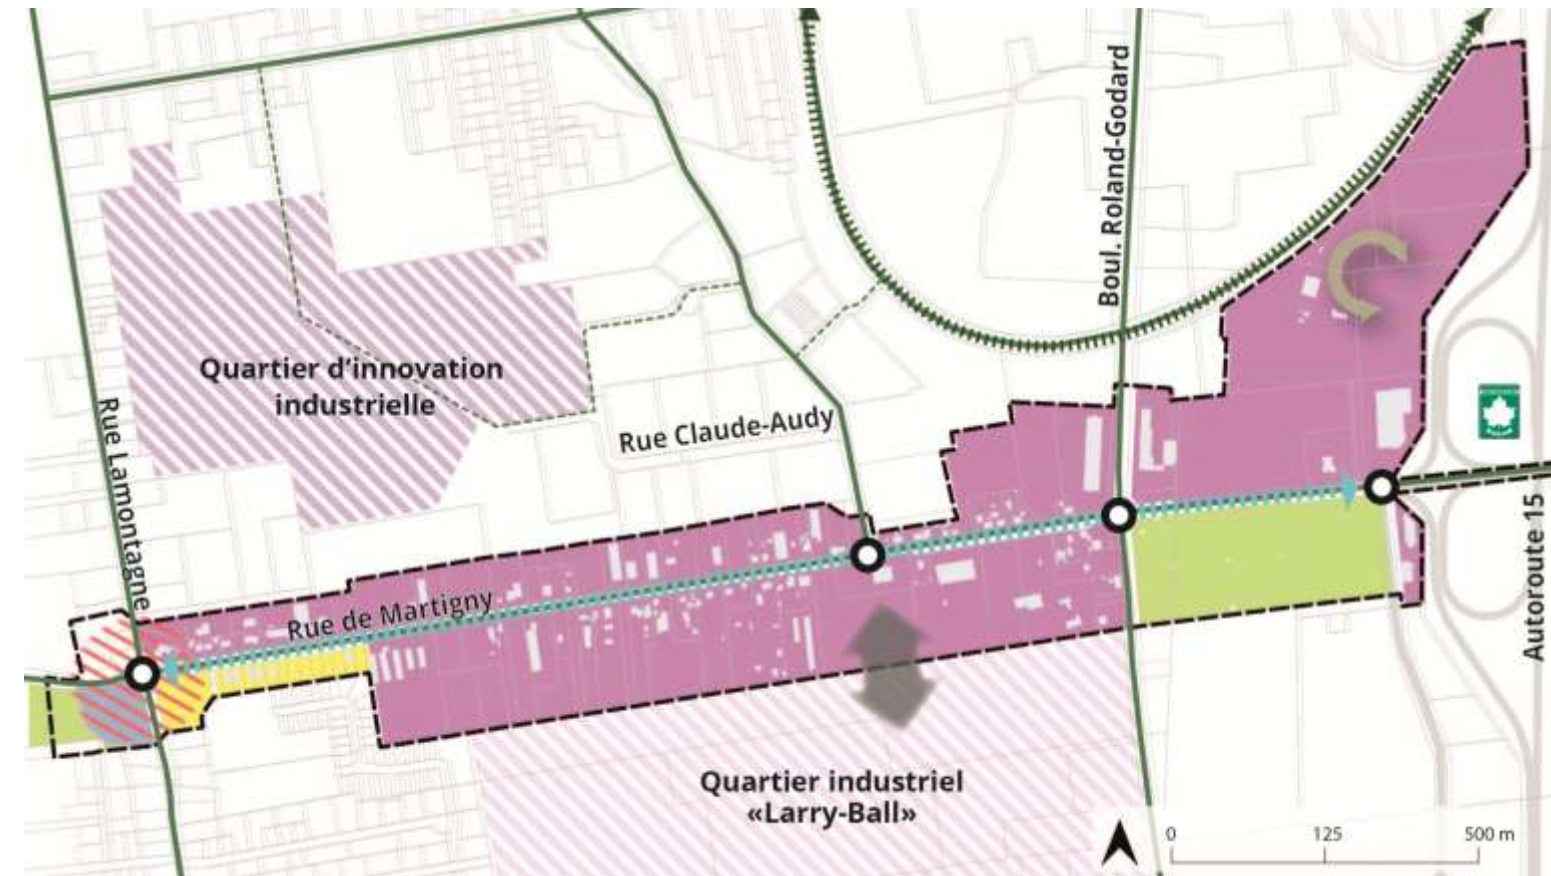 Boul. Roland-Godard
Quartier d'innovation
industrielle
Rue Lamontagne
Rue Claude-Audy
Rue de Martigny
Autoroute 15
Quartier industriel
«Larry-Ball»
0 125 500 m